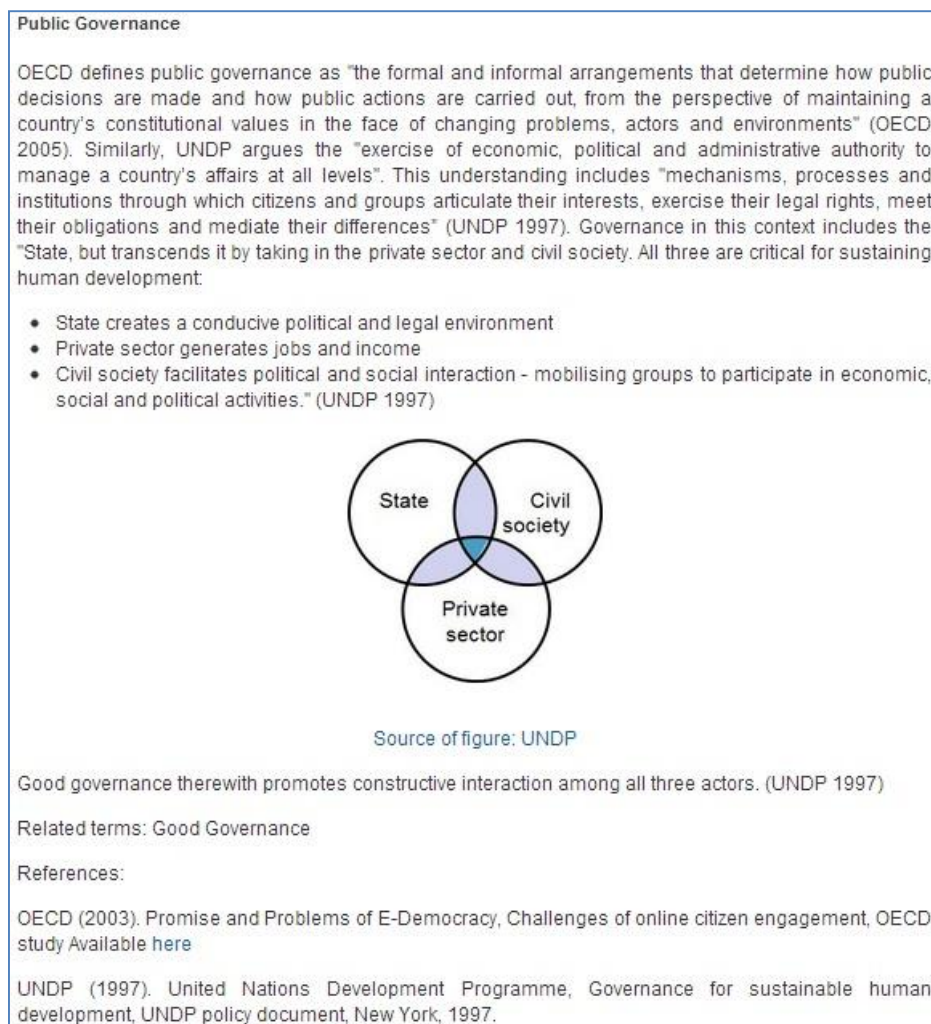 Public Governance
OECD defines public governance as "the formal and informal arrangements that determine how public
decisions are made and how public actions are carried out, from the perspective of maintaining a
country's constitutional values in the face of changing problems, actors and environments" (OECD
2005). Similarly, UNDP argues the "exercise of economic, political and administrative authority to
manage a country's affairs at all levels". This understanding includes "mechanisms, processes and
institutions through which citizens and groups articulate their interests, exercise their legal rights, meet
their obligations and mediate their differences" (UNDP 1997). Governance in this context includes the
"State, but transcends it by taking in the private sector and civil society. All three are critical for sustaining
human development:
• State creates a conducive political and legal environment
• Private sector generates jobs and income
• Civil society facilitates political and social interaction - mobilising groups to participate in economic,
social and political activities." (UNDP 1997)
State
Civil
society
Private
sector
Source of figure: UNDP
Good governance therewith promotes constructive interaction among all three actors. (UNDP 1997)
Related terms: Good Governance
References:
OECD (2003). Promise and Problems of E-Democracy, Challenges of online citizen engagement, OECD
study Available here
UNDP (1997). United Nations Development Programme, Governance for sustainable human
development, UNDP policy document, New York, 1997.